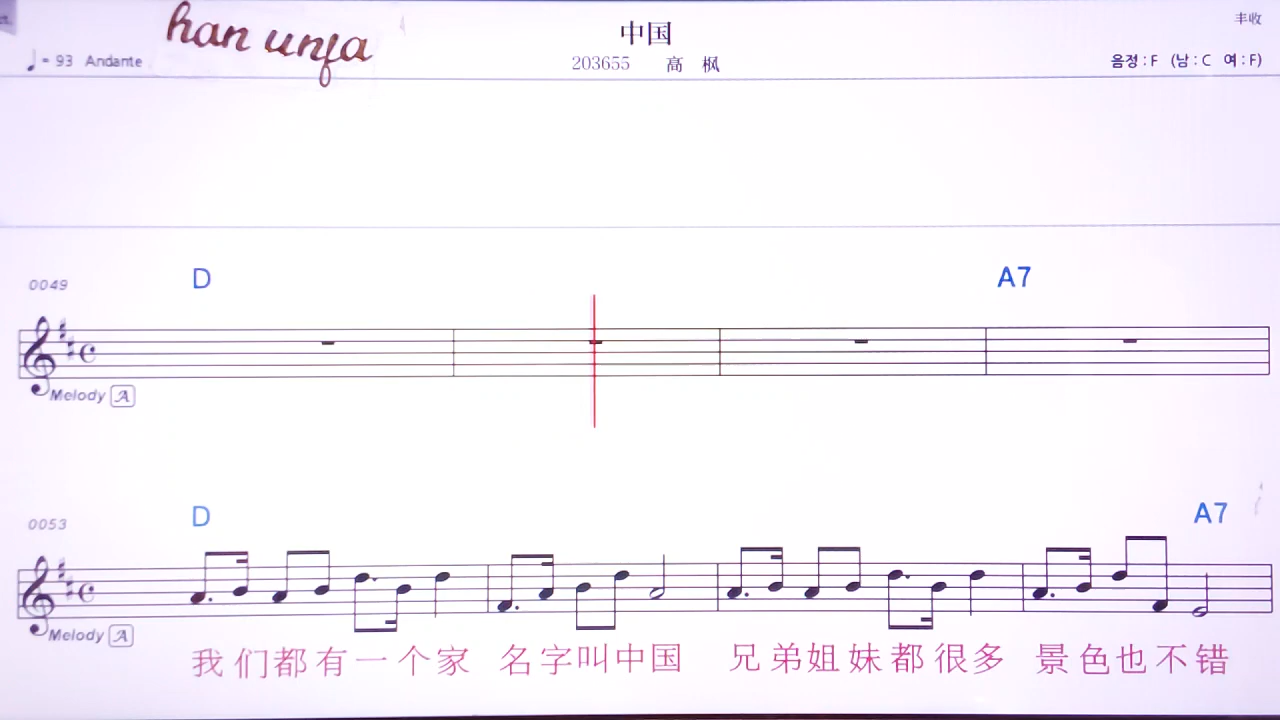 han unfa
中国
丰收
♩= 93 Andante
203655 高 枫
음정 : F (남 : C 여 : F)
0049
D
A7
Melody A
0053
D
A7
Melody A
我们都有一个家 名字叫中国 兄弟姐妹都很多 景色也不错